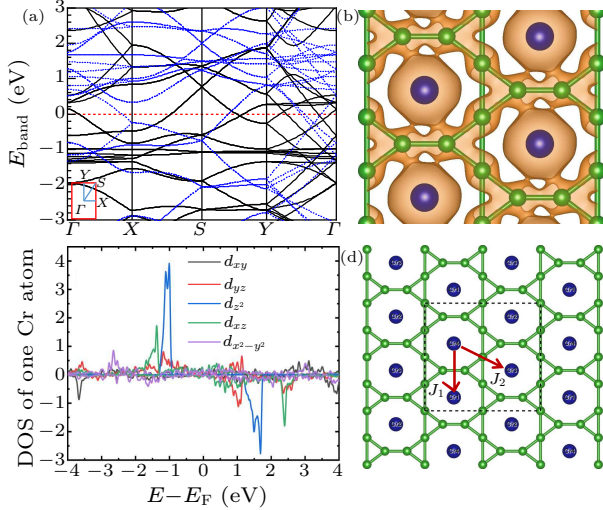 (a)
3
2
1
0
−1
−2
−3
E_band (eV)
Y
S
X
Γ
Γ X S Y Γ
(b)
4
3
2
1
0
−1
−2
−3
DOS of one Cr atom
d_xy
d_yz
d_z²
d_xz
d_x²−y²
−4 −3 −2 −1 0 1 2 3 4
E−E_F (eV)
(d)
J_1
J_2